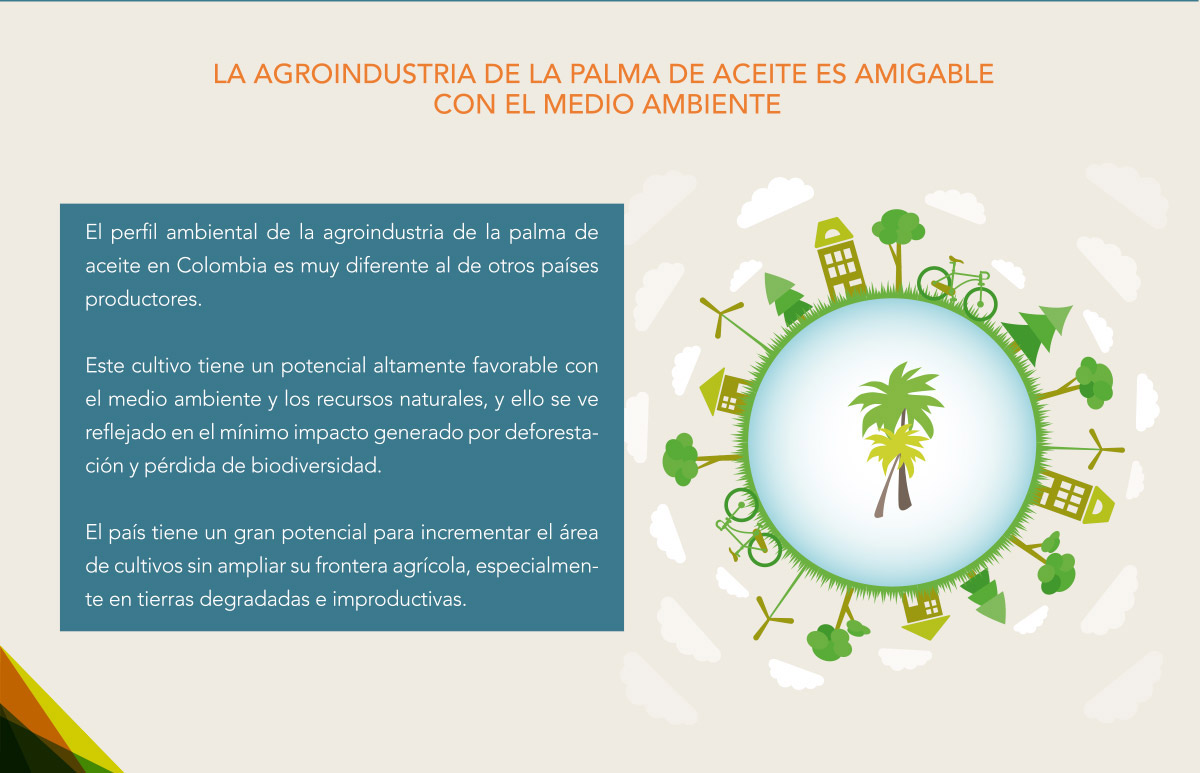 LA AGROINDUSTRIA DE LA PALMA DE ACEITE ES AMIGABLE
CON EL MEDIO AMBIENTE
El perfil ambiental de la agroindustria de la palma de
aceite en Colombia es muy diferente al de otros países
productores.
Este cultivo tiene un potencial altamente favorable con
el medio ambiente y los recursos naturales, y ello se ve
reflejado en el mínimo impacto generado por deforesta-
ción y pérdida de biodiversidad.
El país tiene un gran potencial para incrementar el área
de cultivos sin ampliar su frontera agrícola, especialmen-
te en tierras degradadas e improductivas.